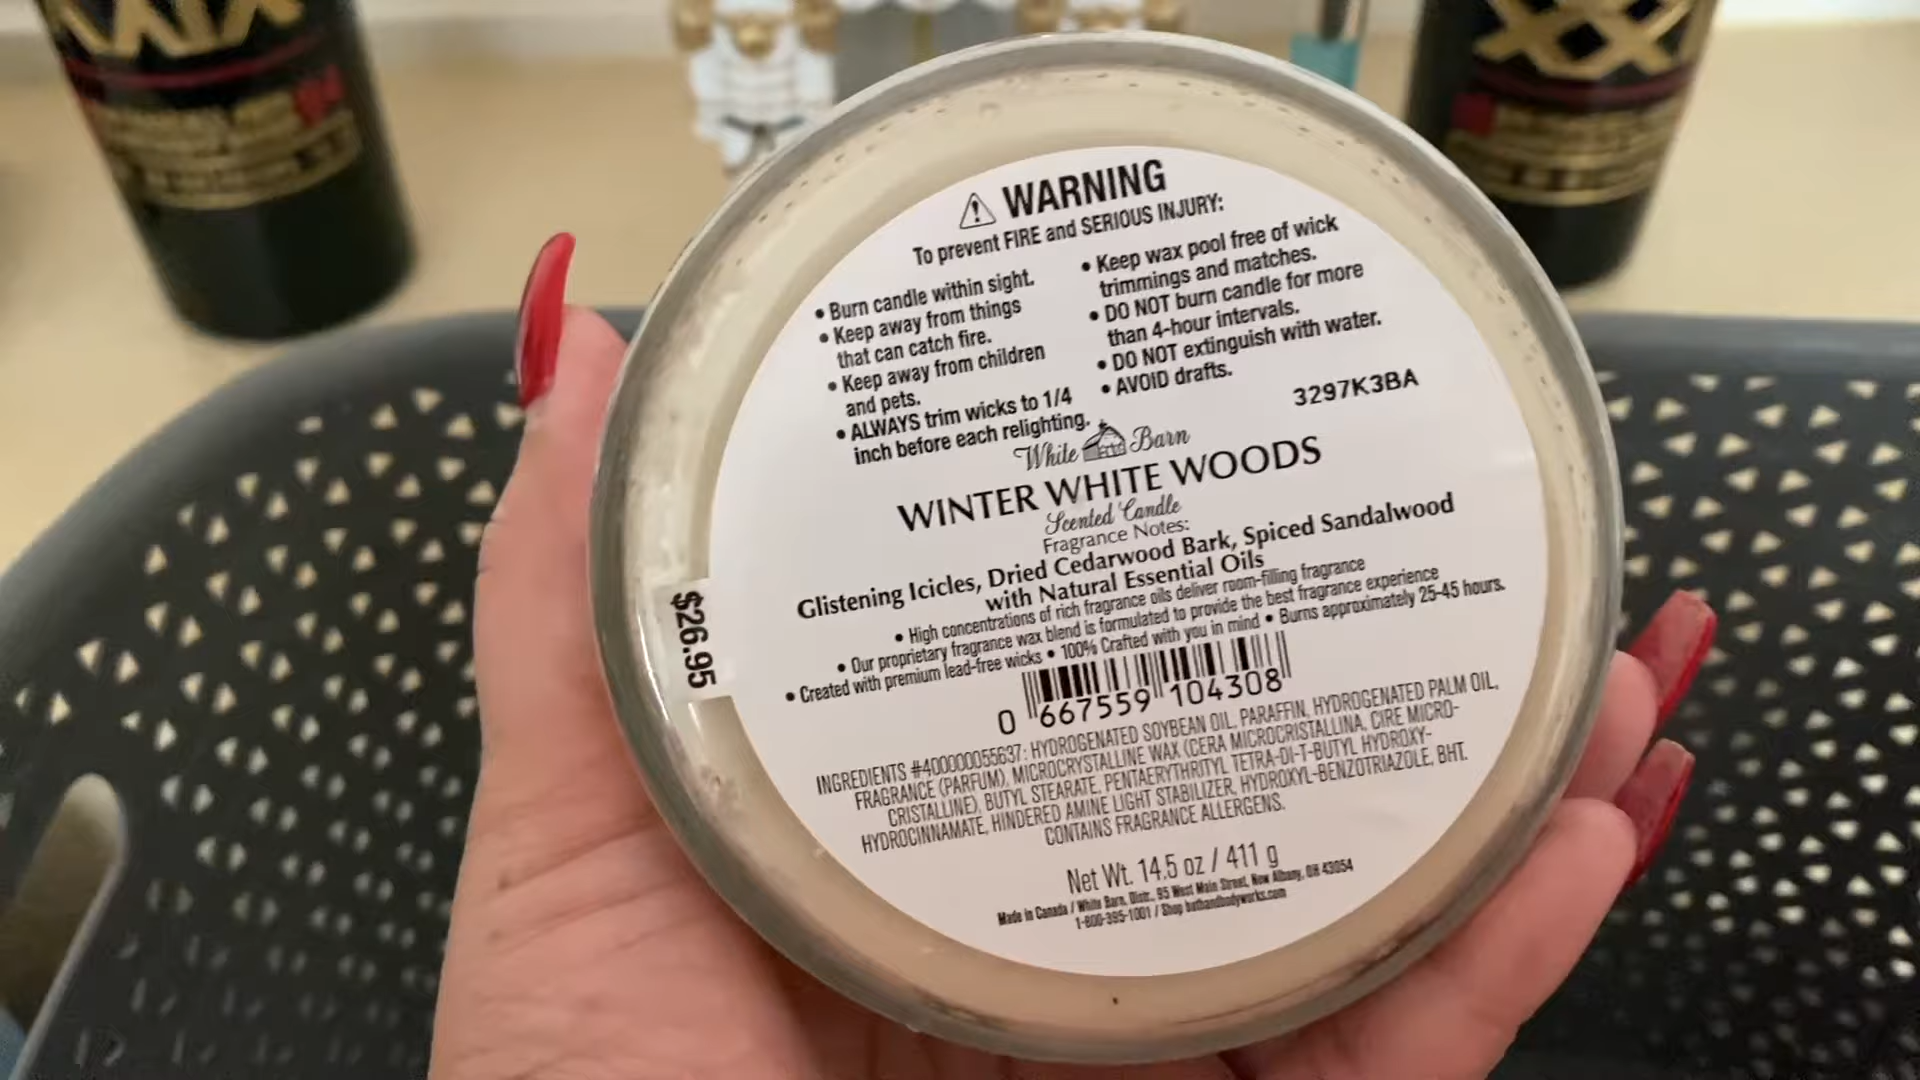 WARNING
To prevent FIRE and SERIOUS INJURY:
• Burn candle within sight.
• Keep away from things
that can catch fire.
• Keep away from children
and pets.
• ALWAYS trim wicks to 1/4
inch before each relighting.
• Keep wax pool free of wick
trimmings and matches.
• DO NOT burn candle for more
than 4-hour intervals.
• DO NOT extinguish with water.
• AVOID drafts.
3297K3BA
White Barn
WINTER WHITE WOODS
Scented Candle
Fragrance Notes:
Glistening Icicles, Dried Cedarwood Bark, Spiced Sandalwood
with Natural Essential Oils
• High concentrations of rich fragrance oils deliver room-filling fragrance
• Our proprietary fragrance wax blend is formulated to provide the best fragrance experience
• Created with premium lead-free wicks • 100% Crafted with you in mind • Burns approximately 25-45 hours.
$26.95
0 667559 104308
INGREDIENTS #400000055637: HYDROGENATED SOYBEAN OIL, PARAFFIN, HYDROGENATED PALM OIL,
FRAGRANCE (PARFUM), MICROCRYSTALLINE WAX (CERA MICROCRISTALLINA, CIRE MICRO-
CRISTALLINE), BUTYL STEARATE, PENTAERYTHRITYL TETRA-DI-T-BUTYL HYDROXY-
HYDROCINNAMATE, HINDERED AMINE LIGHT STABILIZER, HYDROXYL-BENZOTRIAZOLE, BHT.
CONTAINS FRAGRANCE ALLERGENS.
Net Wt. 14.5 oz / 411 g
Made in Canada / White Barn, Distr., 95 West Main Street, New Albany, OH 43054
1-800-395-1001 / Shop bathandbodyworks.com